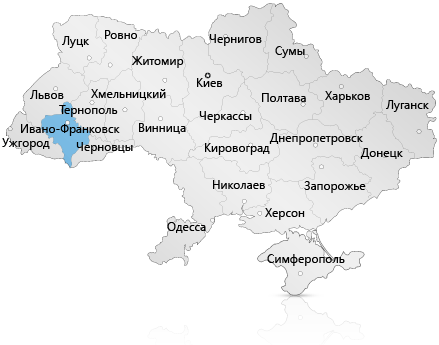 Чернигов
Ровно
Луцк
Сумы
Житомир
Киев
Львов
Хмельницкий
Харьков
Полтава
Луганск
Тернополь
Черкассы
Ивано-Франковск
Винница
Днепропетровск
Ужгород
Черновцы
Кировоград
Донецк
Николаев
Запорожье
Херсон
Одесса
Симферополь